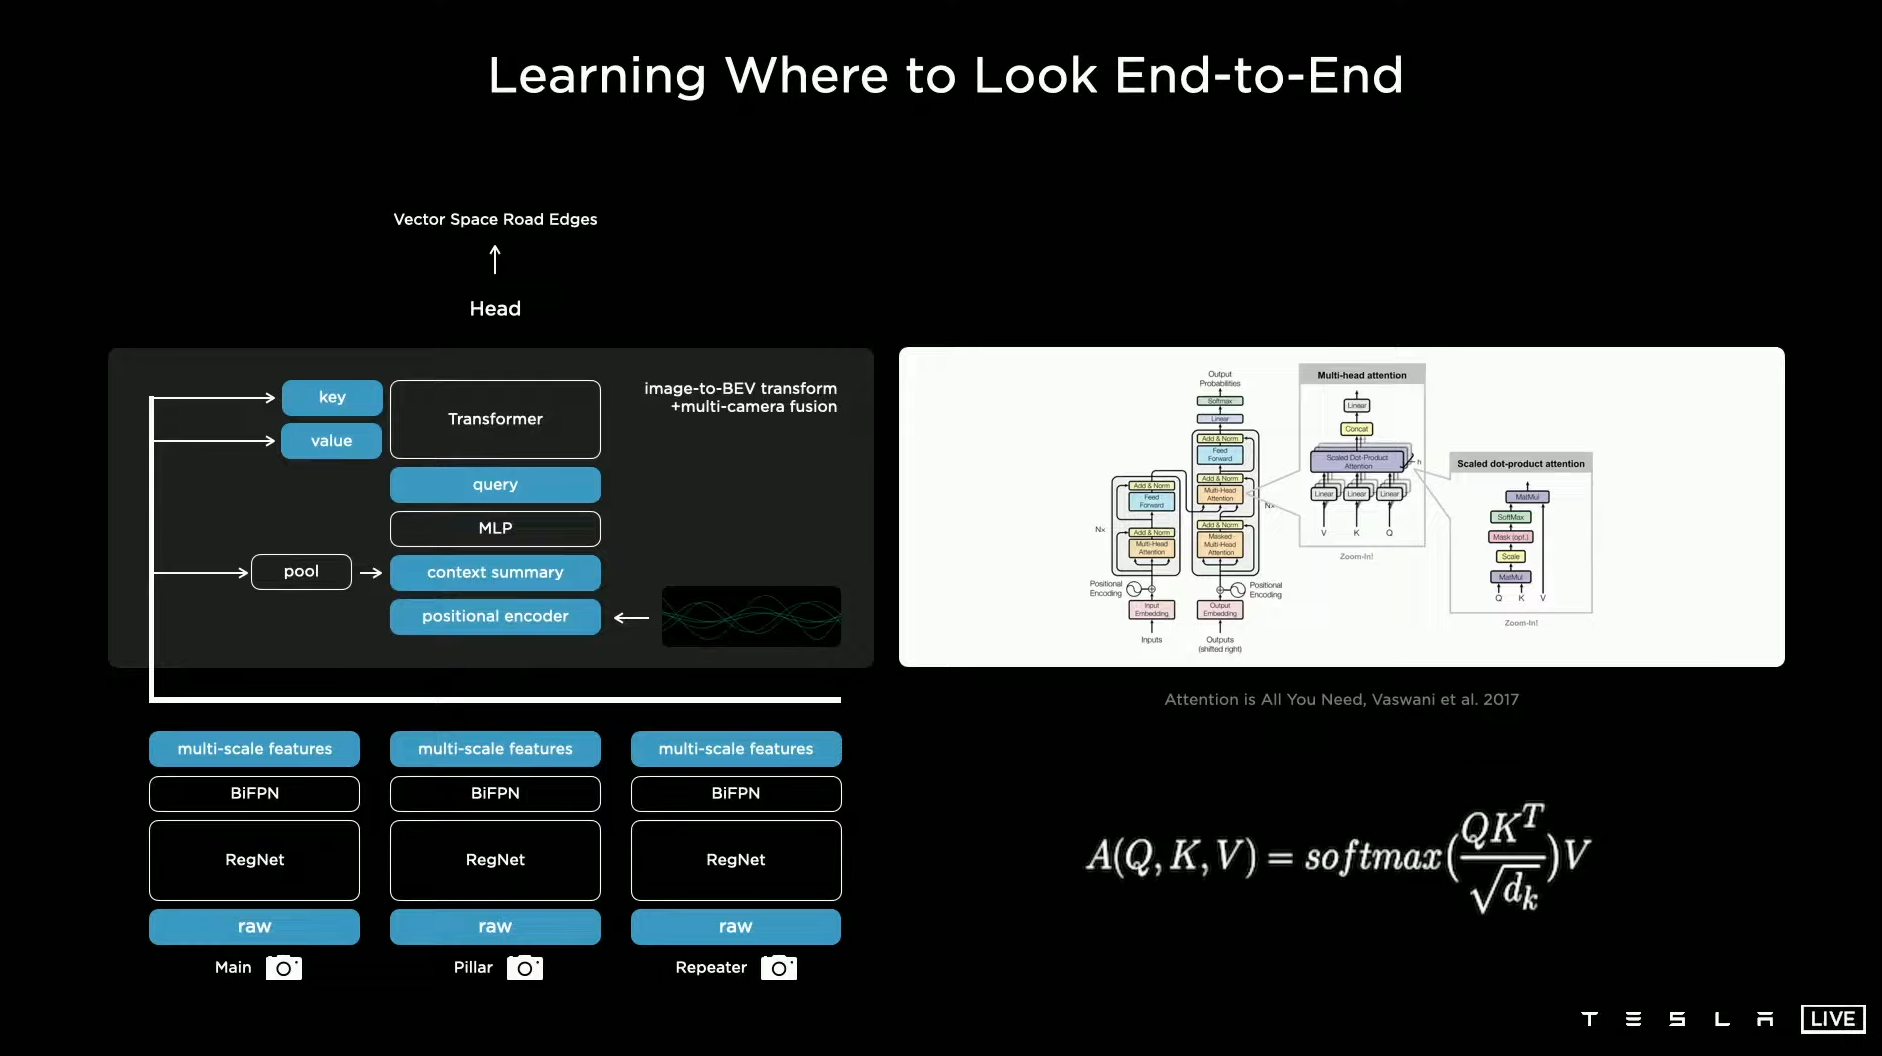 Learning Where to Look End-to-End
Vector Space Road Edges
Head
image-to-BEV transform
+multi-camera fusion
key
value
Transformer
query
MLP
pool
context summary
positional encoder
multi-scale features
multi-scale features
multi-scale features
BiFPN
BiFPN
BiFPN
RegNet
RegNet
RegNet
raw
raw
raw
Main
Pillar
Repeater
Output
Probabilities
Softmax
Linear
Add & Norm
Feed
Forward
Add & Norm
Multi-Head
Attention
Nx
Add & Norm
Masked
Multi-Head
Attention
Add & Norm
Feed
Forward
Nx
Add & Norm
Multi-Head
Attention
Positional
Encoding
Positional
Encoding
Input
Embedding
Output
Embedding
Inputs
Outputs
(shifted right)
Multi-head attention
Linear
Concat
Scaled Dot-Product
Attention
h
Linear
Linear
Linear
V
K
Q
Zoom-In!
Scaled dot-product attention
MatMul
SoftMax
Mask (opt.)
Scale
MatMul
Q
K
V
Zoom-In!
Attention is All You Need, Vaswani et al. 2017
A(Q, K, V) = softmax(QK^T/√d_k)V
TESLA
LIVE